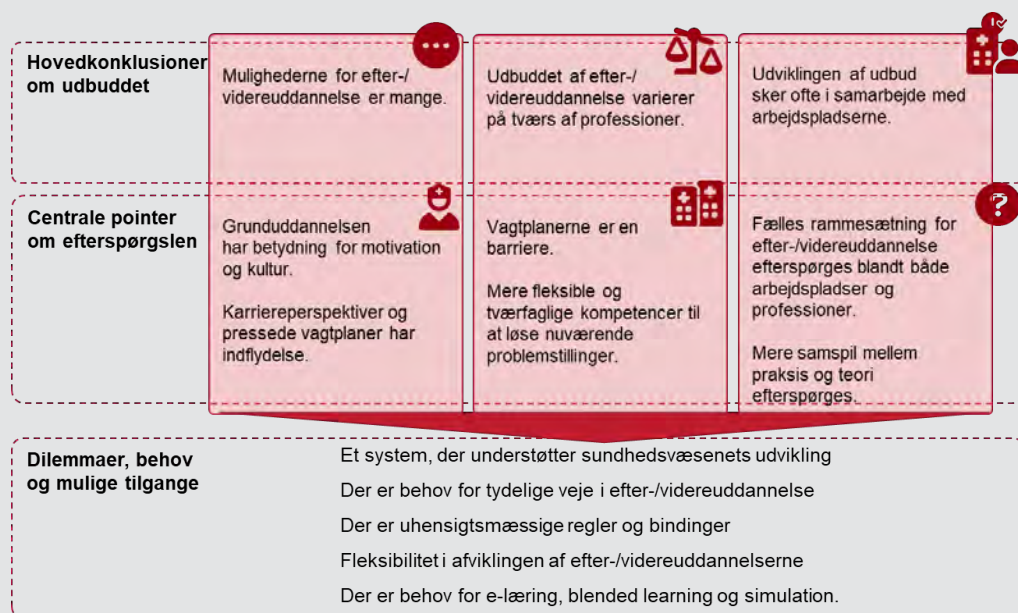 Hovedkonklusioner
om udbuddet
Mulighederne for efter-/
videreuddannelse er mange.
Udbuddet af efter-/
videreuddannelse varierer
på tværs af professioner.
Udviklingen af udbud
sker ofte i samarbejde med
arbejdspladserne.
Centrale pointer
om efterspørgslen
Grunduddannelsen
har betydning for motivation
og kultur.
Karriereperspektiver og
pressede vagtplaner har
indflydelse.
Vagtplanerne er en
barriere.
Mere fleksible og
tværfaglige kompetencer til
at løse nuværende
problemstillinger.
Fælles rammesætning for
efter-/videreuddannelse
efterspørges blandt både
arbejdspladser og
professioner.
Mere samspil mellem
praksis og teori
efterspørges.
Dilemmaer, behov
og mulige tilgange
Et system, der understøtter sundhedsvæsenets udvikling
Der er behov for tydelige veje i efter-/videreuddannelse
Der er uhensigtsmæssige regler og bindinger
Fleksibilitet i afviklingen af efter-/videreuddannelserne
Der er behov for e-læring, blended learning og simulation.